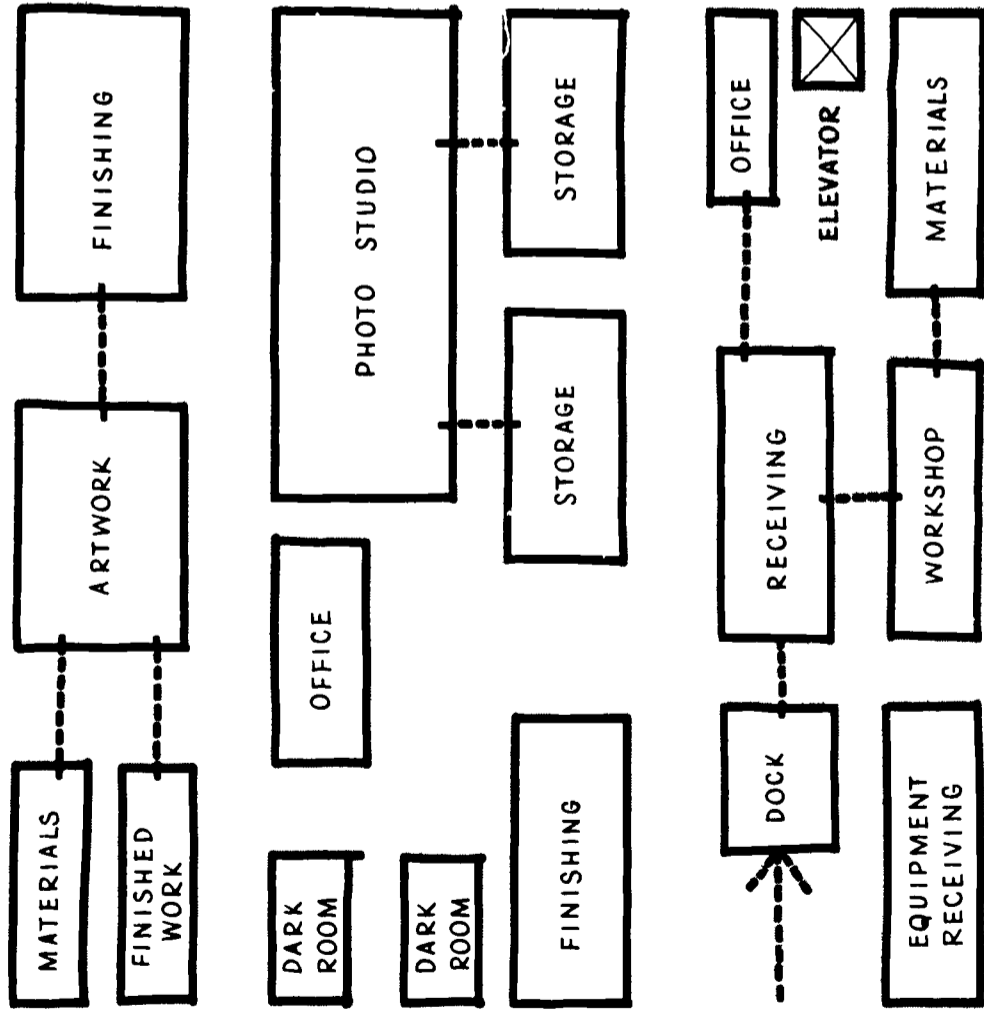 MATERIALS
FINISHED
WORK
ARTWORK
FINISHING
DARK
ROOM
DARK
ROOM
OFFICE
PHOTO STUDIO
FINISHING
STORAGE
STORAGE
DOCK
RECEIVING
OFFICE
ELEVATOR
EQUIPMENT
RECEIVING
WORKSHOP
MATERIALS